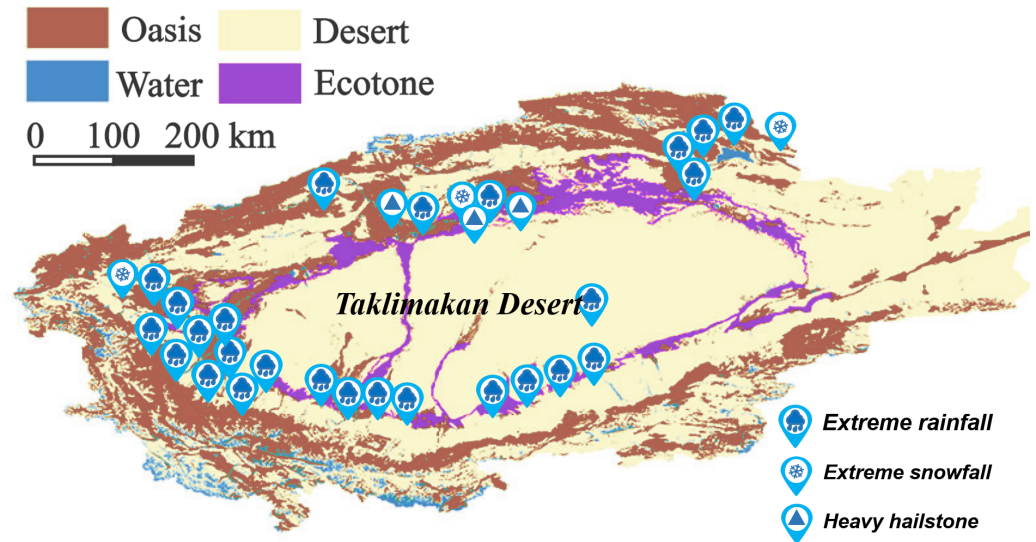 Oasis Desert
Water Ecotone
0 100 200 km
Taklimakan Desert
Extreme rainfall
Extreme snowfall
Heavy hailstone